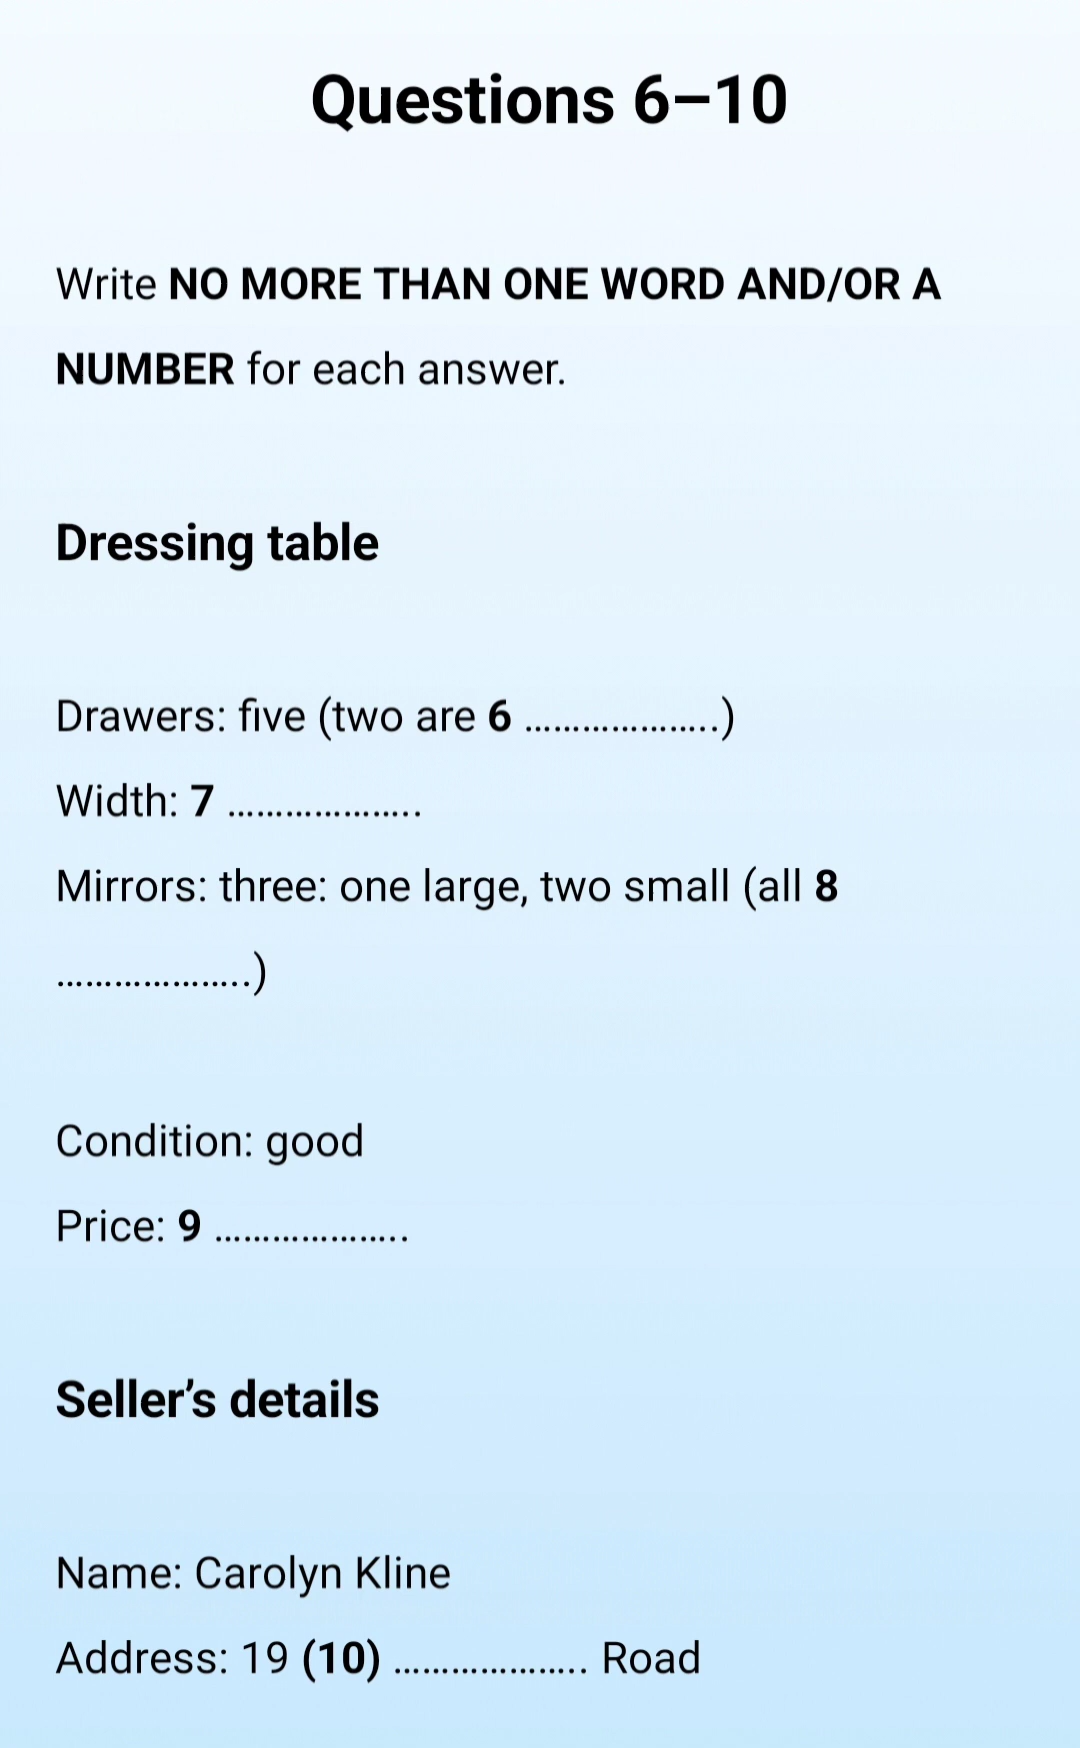 Questions 6–10
Write NO MORE THAN ONE WORD AND/OR A
NUMBER for each answer.
Dressing table
Drawers: five (two are 6 ………………..)
Width: 7 ………………..
Mirrors: three: one large, two small (all 8
………………..)
Condition: good
Price: 9 ………………..
Seller’s details
Name: Carolyn Kline
Address: 19 (10) ……………….. Road